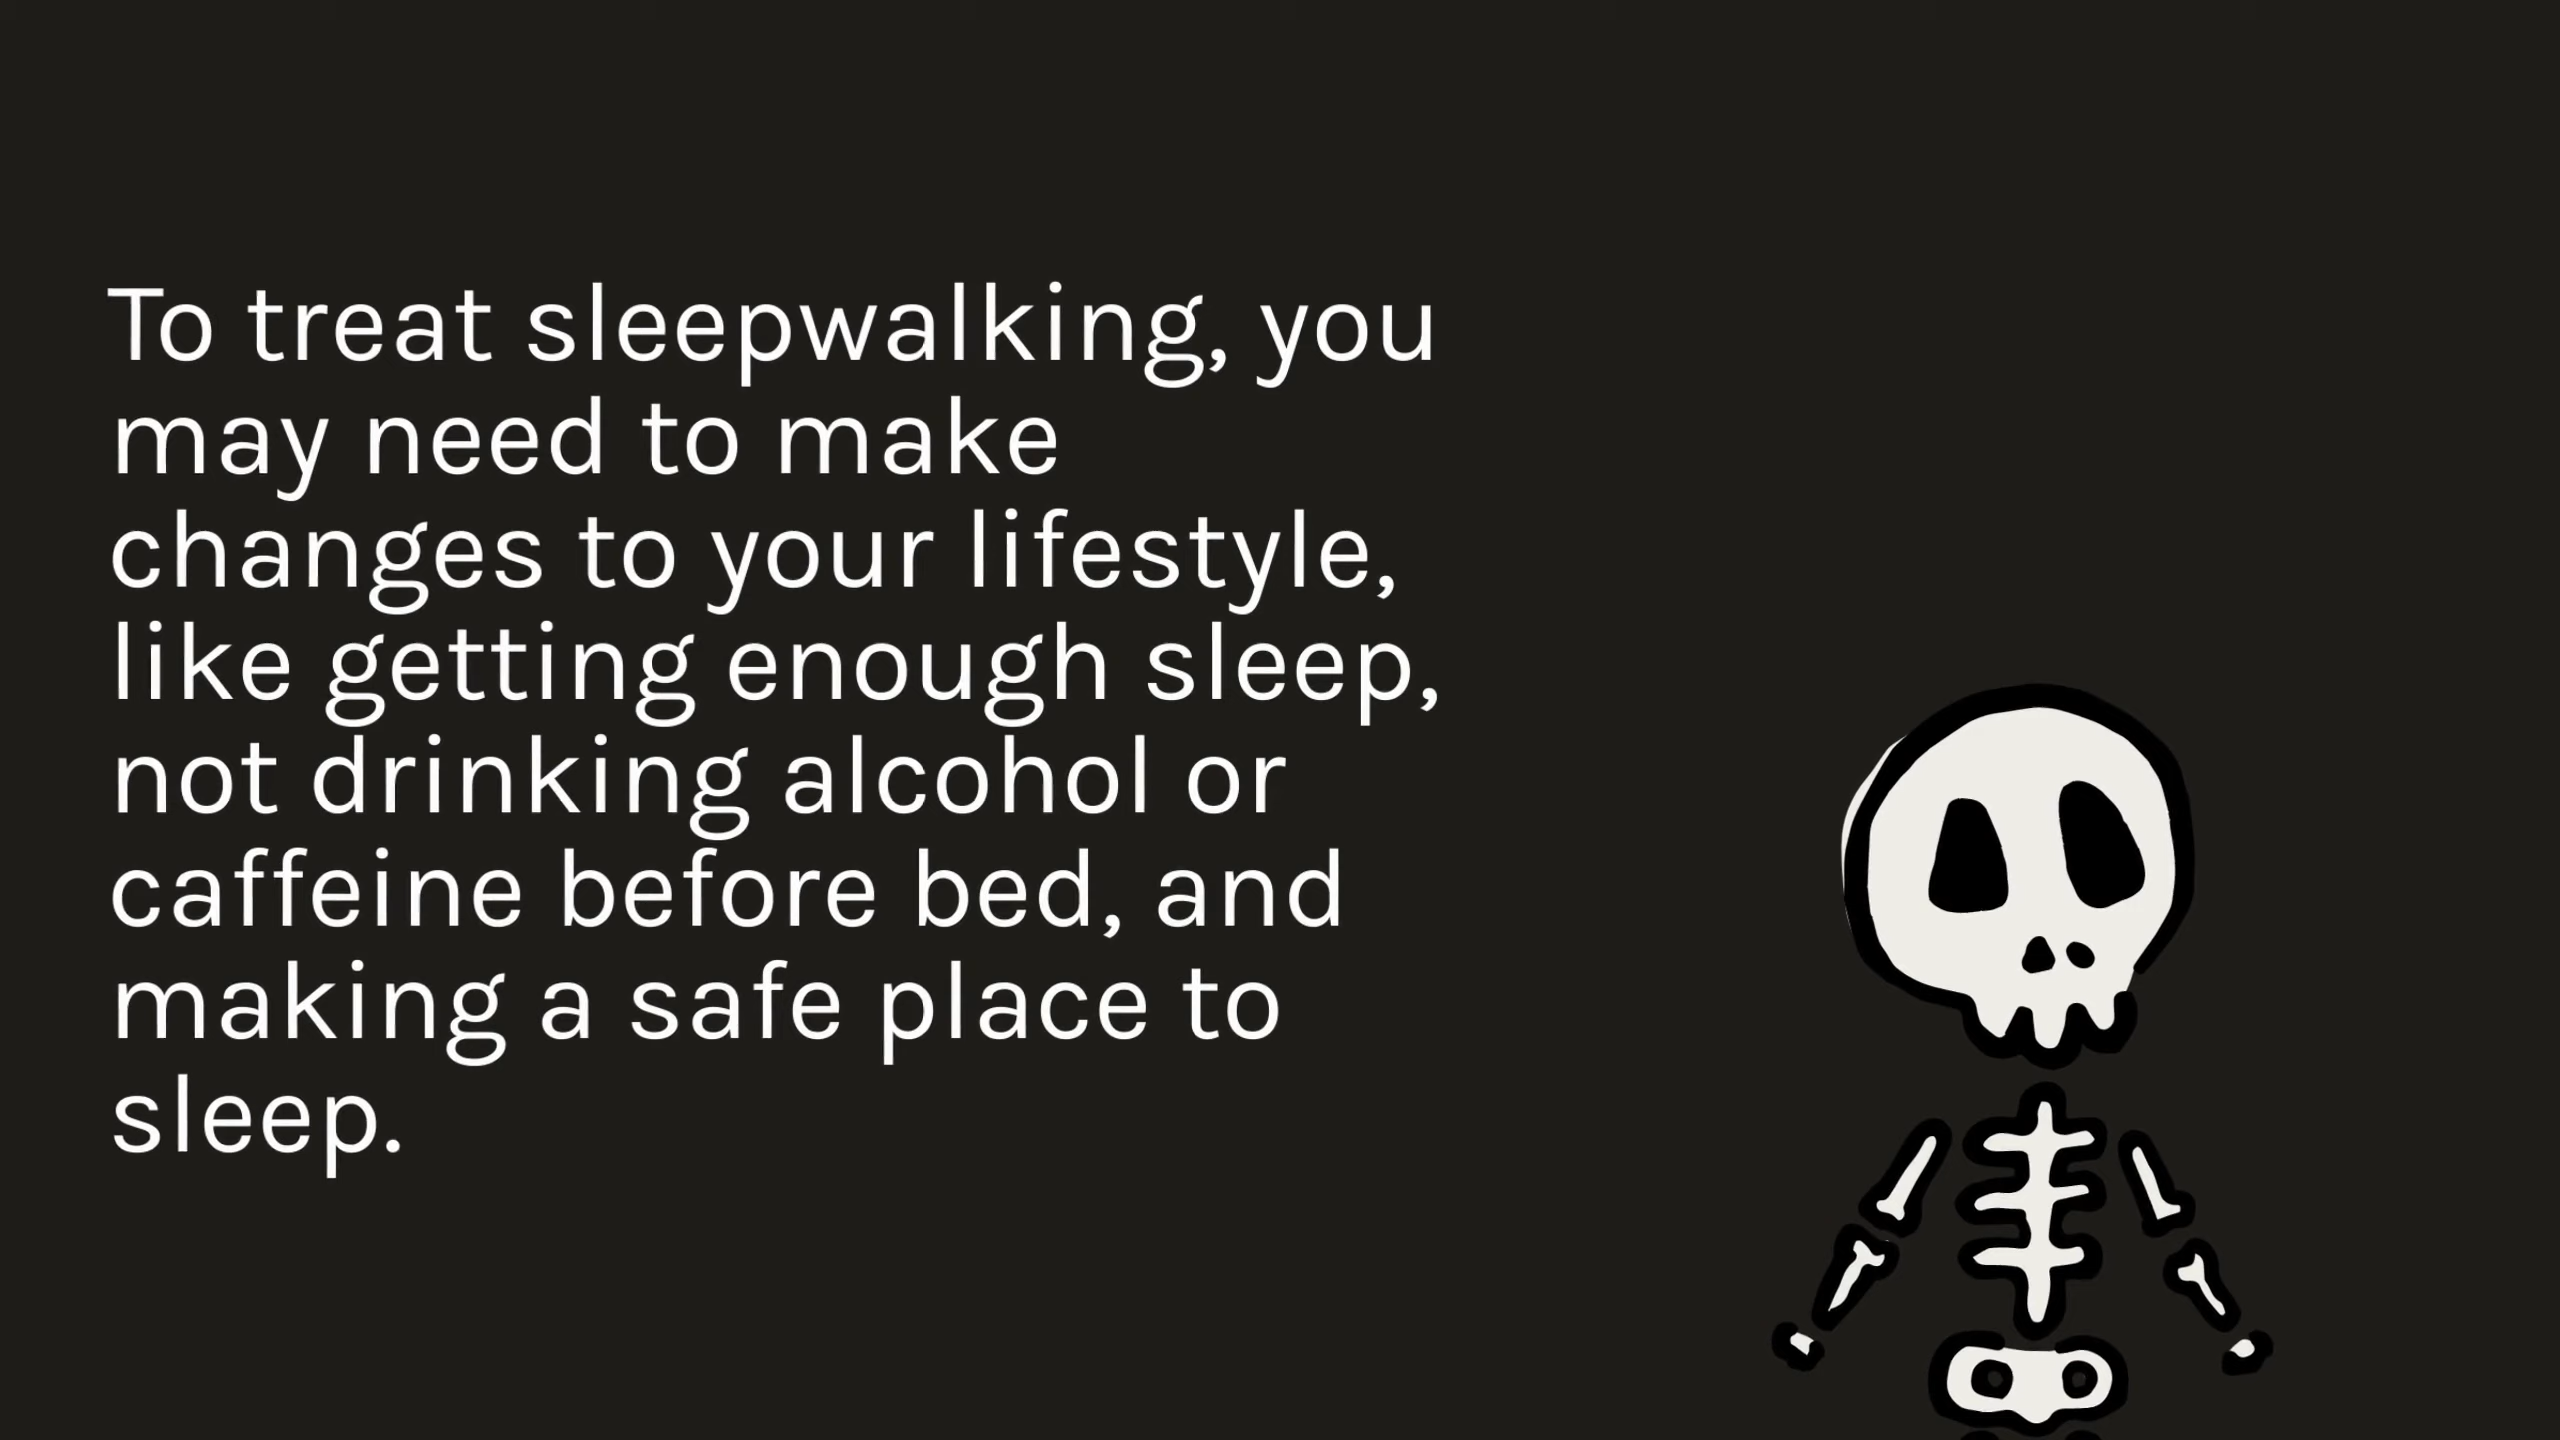 To treat sleepwalking, you
may need to make
changes to your lifestyle,
like getting enough sleep,
not drinking alcohol or
caffeine before bed, and
making a safe place to
sleep.